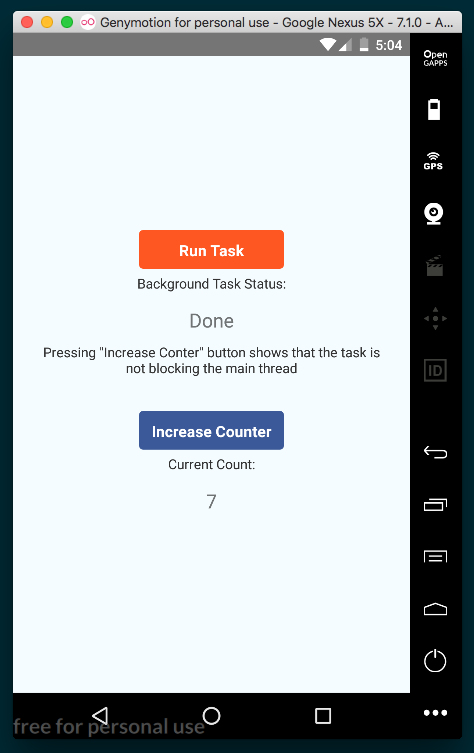 Genymotion for personal use - Google Nexus 5X - 7.1.0 - A...
5:04
Open
GAPPS
GPS
Run Task
Background Task Status:
Done
ID
Pressing "Increase Conter" button shows that the task is
not blocking the main thread
Increase Counter
Current Count:
7
free for personal use